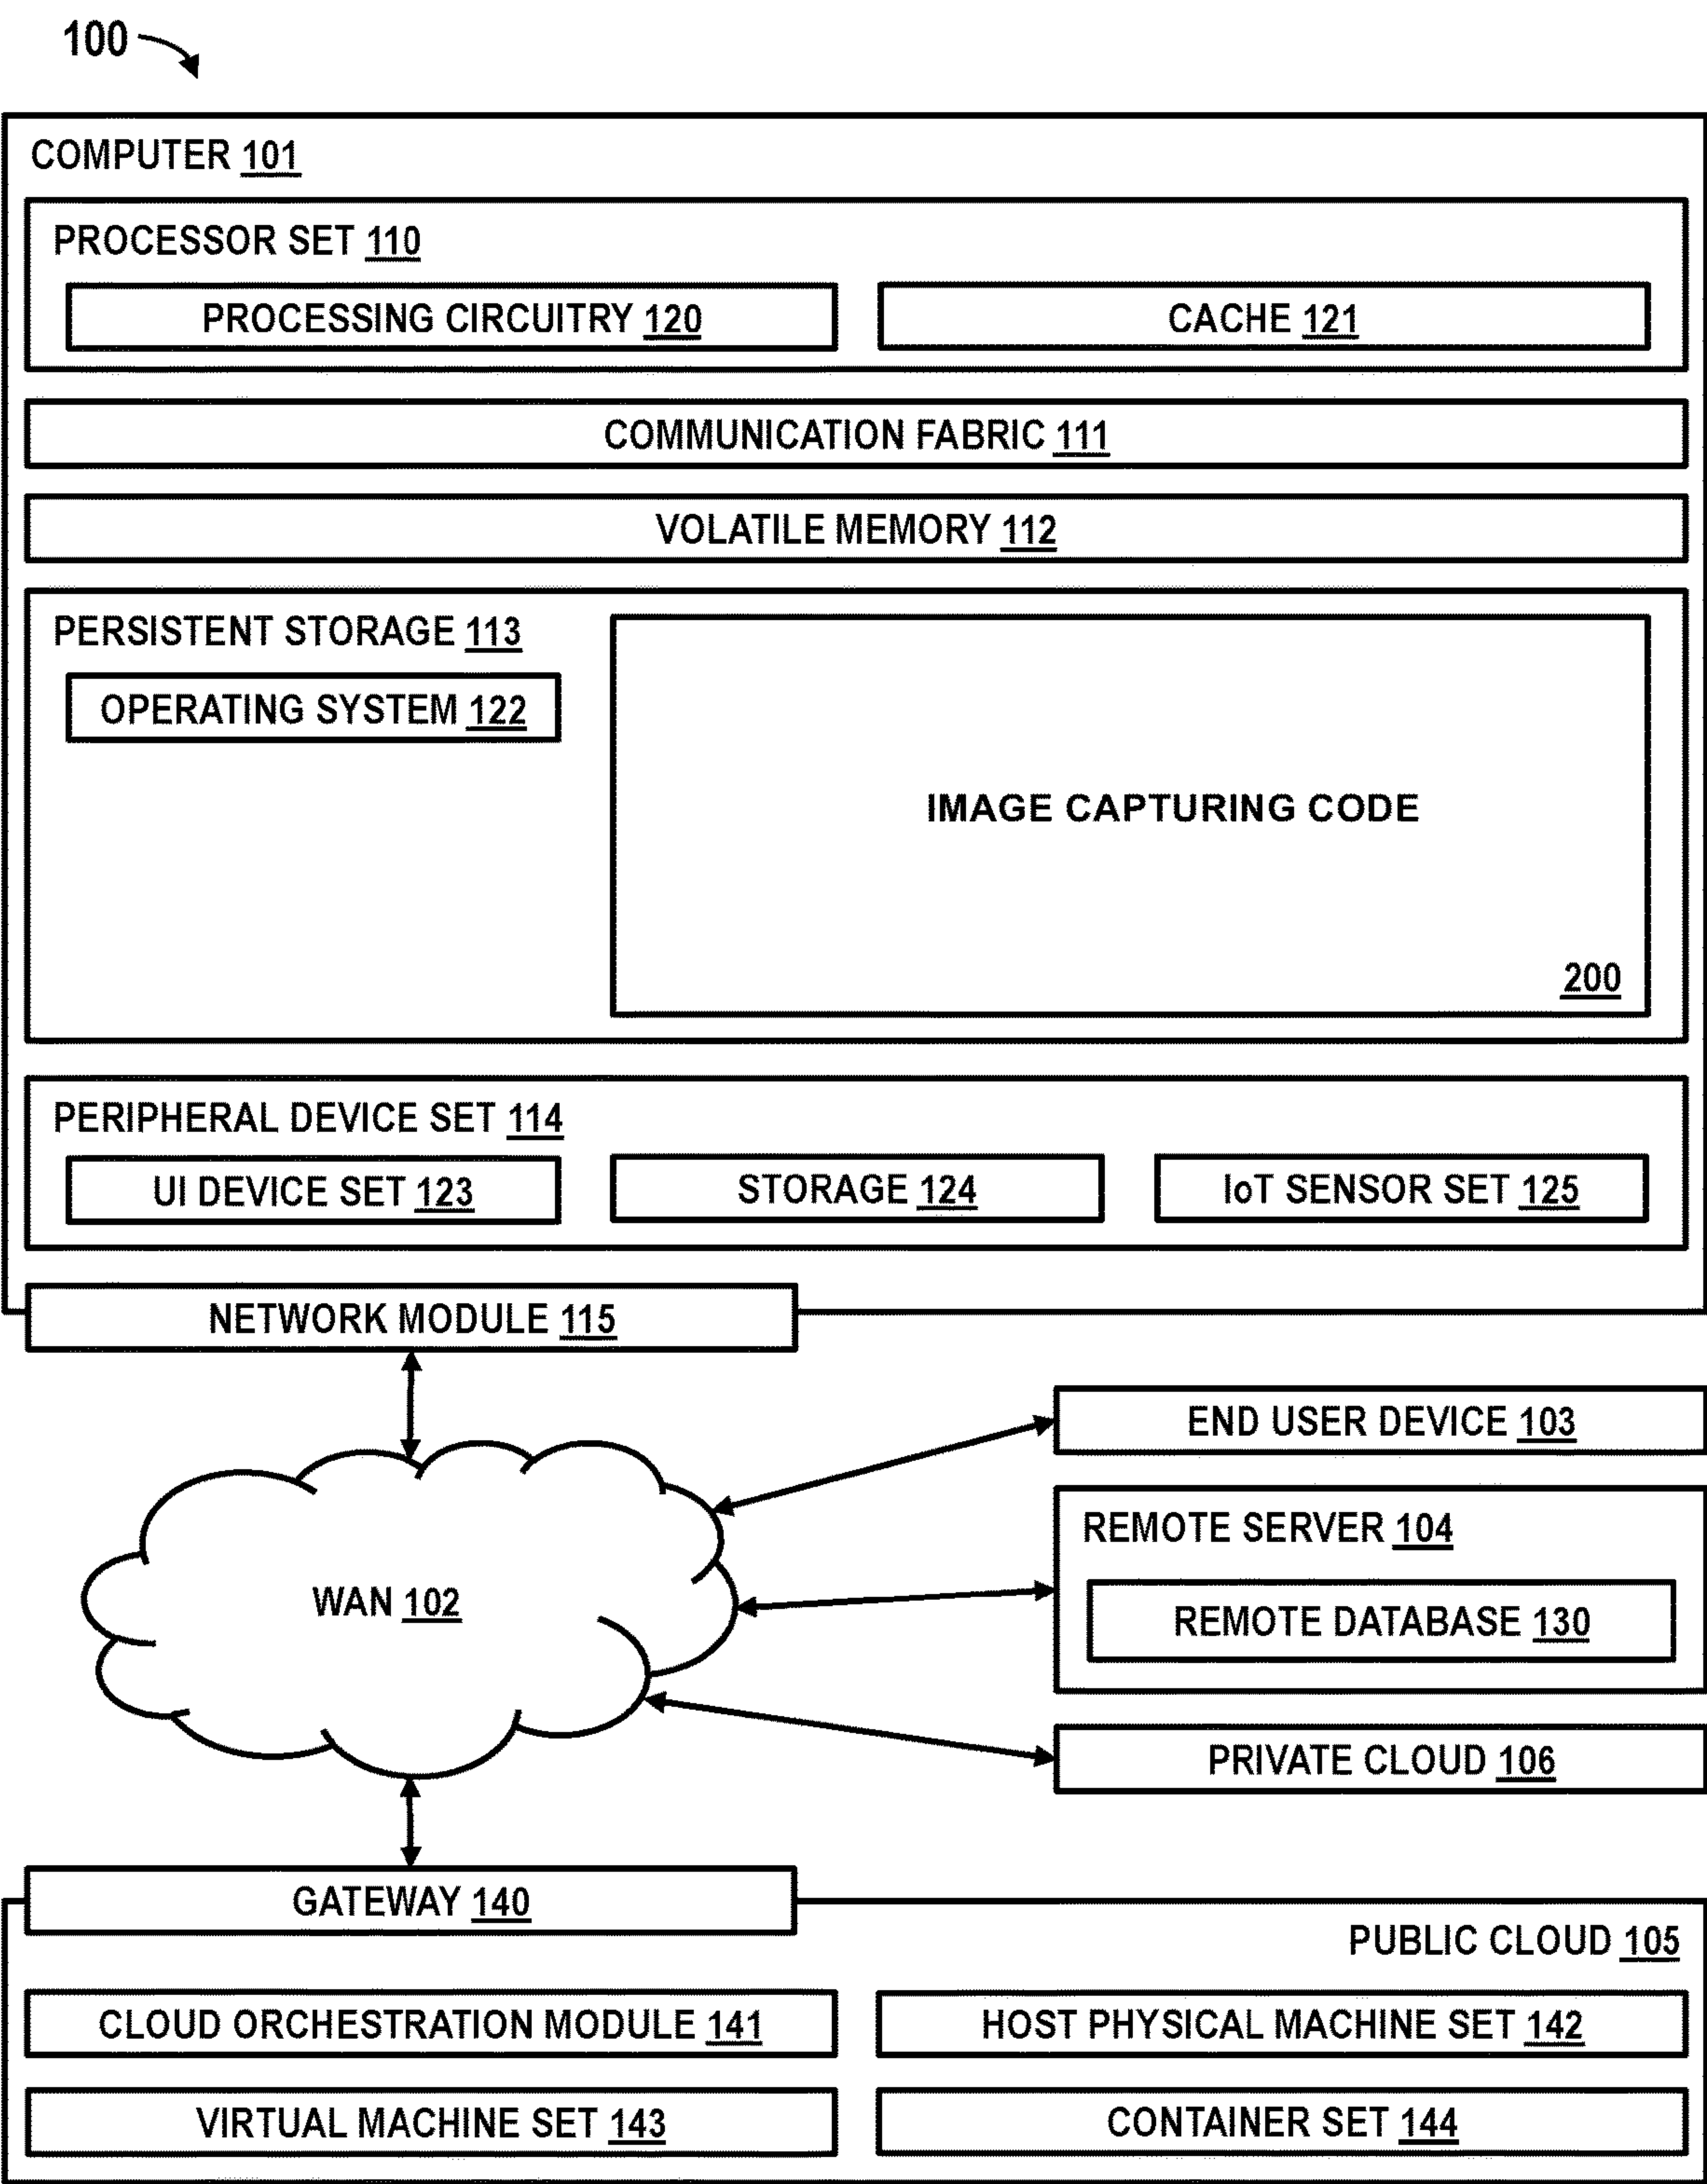 100
COMPUTER 101
PROCESSOR SET 110
PROCESSING CIRCUITRY 120
CACHE 121
COMMUNICATION FABRIC 111
VOLATILE MEMORY 112
PERSISTENT STORAGE 113
OPERATING SYSTEM 122
IMAGE CAPTURING CODE
200
PERIPHERAL DEVICE SET 114
UI DEVICE SET 123
STORAGE 124
IoT SENSOR SET 125
NETWORK MODULE 115
END USER DEVICE 103
REMOTE SERVER 104
WAN 102
REMOTE DATABASE 130
PRIVATE CLOUD 106
GATEWAY 140
PUBLIC CLOUD 105
CLOUD ORCHESTRATION MODULE 141
HOST PHYSICAL MACHINE SET 142
VIRTUAL MACHINE SET 143
CONTAINER SET 144